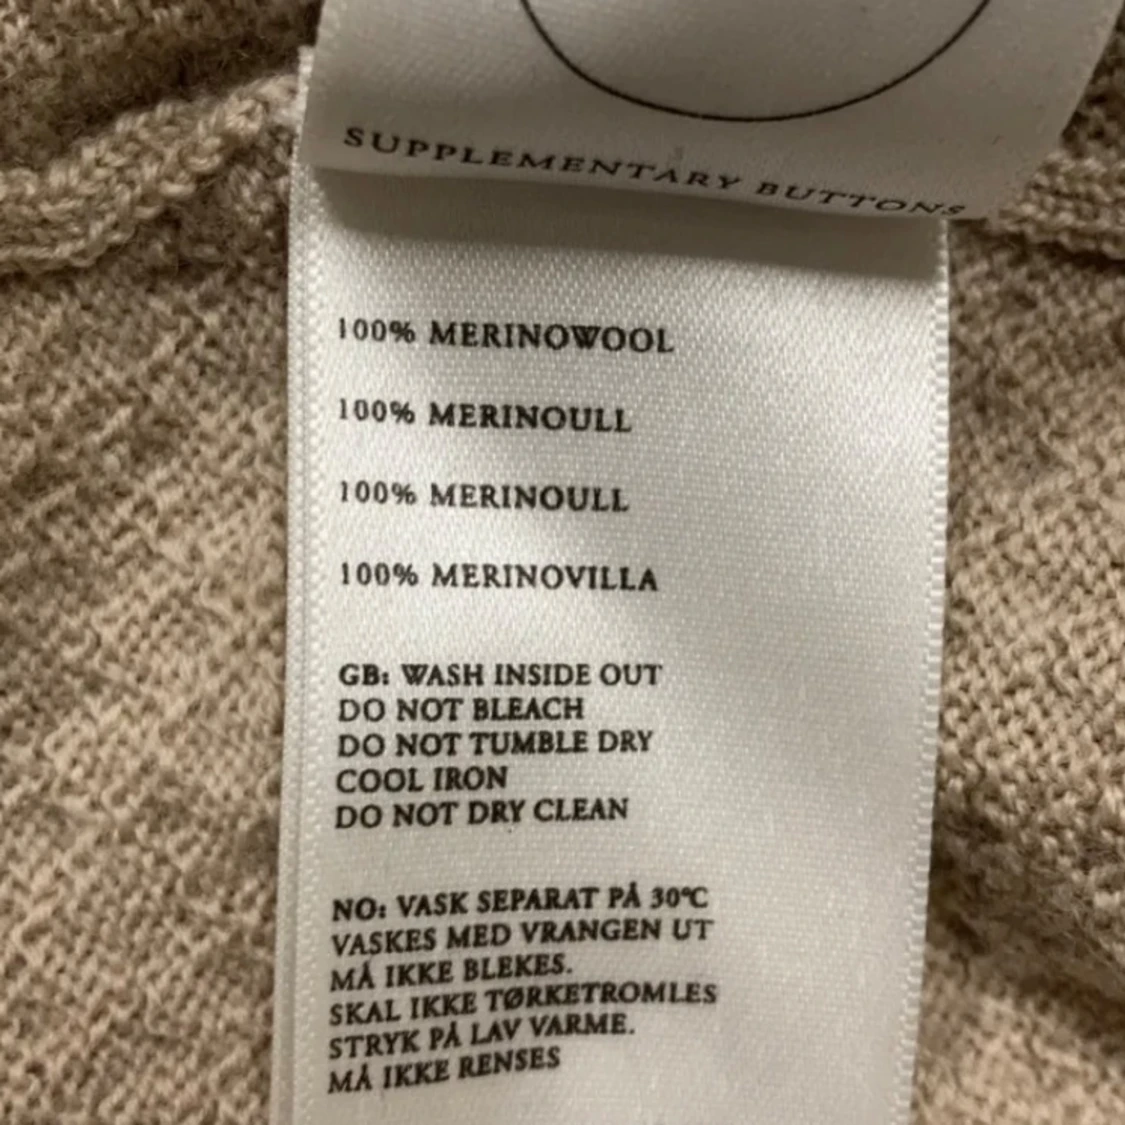 SUPPLEMENTARY BUTTONS
100% MERINOWOOL
100% MERINOULL
100% MERINOULL
100% MERINOVILLA
GB: WASH INSIDE OUT
DO NOT BLEACH
DO NOT TUMBLE DRY
COOL IRON
DO NOT DRY CLEAN
NO: VASK SEPARAT PÅ 30°C
VASKES MED VRANGEN UT
MÅ IKKE BLEKES.
SKAL IKKE TØRKETROMLES
STRYK PÅ LAV VARME.
MÅ IKKE RENSES